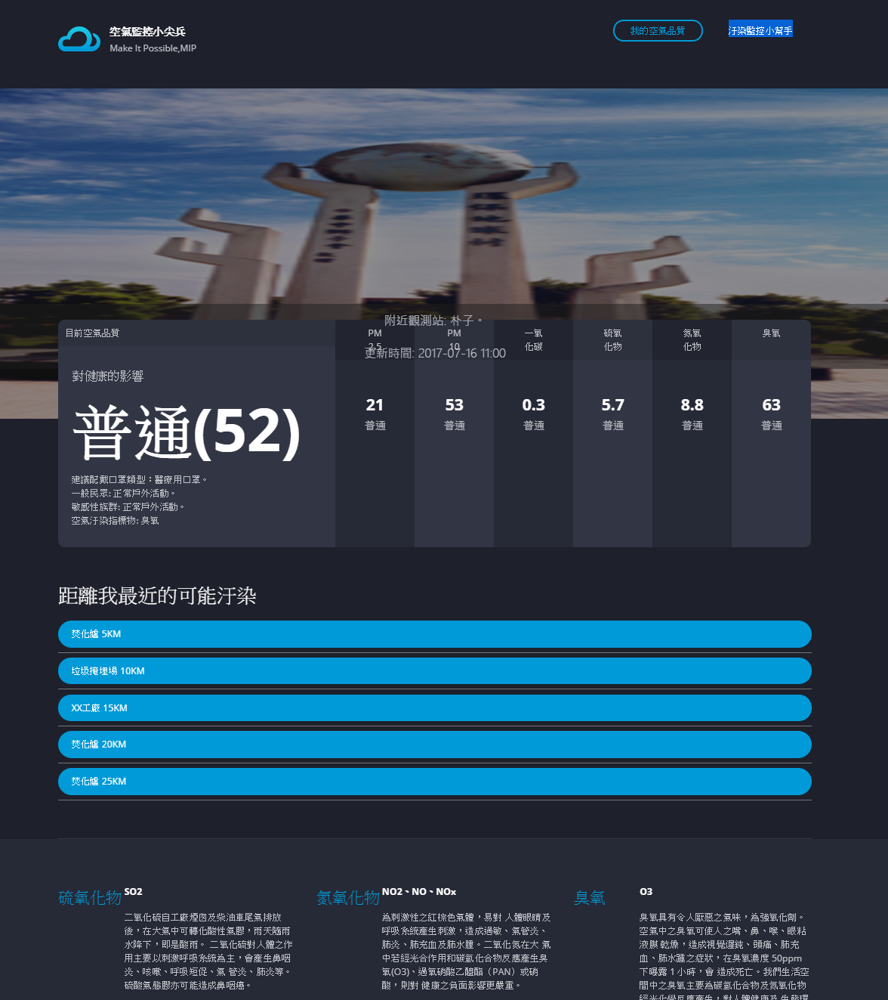 空氣監控小尖兵
Make It Possible,MIP
我的空氣品質
汙染監控小幫手
附近觀測站: 朴子。
更新時間: 2017-07-16 11:00
目前空氣品質
對健康的影響
普通(52)
建議配戴口罩類型：醫療用口罩。
一般民眾: 正常戶外活動。
敏感性族群: 正常戶外活動。
空氣汙染指標物: 臭氧
PM
2.5
21
普通
PM
10
53
普通
一氧
化碳
0.3
普通
硫氧
化物
5.7
普通
氮氧
化物
8.8
普通
臭氧
63
普通
距離我最近的可能汙染
焚化爐 5KM
垃圾掩埋場 10KM
XX工廠 15KM
焚化爐 20KM
焚化爐 25KM
硫氧化物
SO2
二氧化硫自工廠煙囪及柴油車尾氣排放
後，在大氣中可轉化酸性氣膠，雨天隨雨
水降下，即是酸雨。 二氧化硫對人體之作
用主要以刺激呼吸系統為主，會產生鼻咽
炎、咳嗽、呼吸短促、氣 管炎、肺炎等。
硫酸氣態膠亦可能造成鼻咽癌。
氮氧化物
NO2、NO、NOx
為刺激性之紅棕色氣體，易對 人體眼睛及
呼吸系統產生刺激，造成過敏、氣管炎、
肺炎、肺充血及肺水腫。二氧化氮在大 氣
中若經光合作用和碳氫化合物反應產生臭
氧(O3)、過氧硝酸乙醯酯（PAN）或硝
酸，則對 健康之負面影響更嚴重。
臭氧
O3
臭氧具有令人厭惡之氣味，為強氧化劑。
空氣中之臭氧可使人之嘴、鼻、喉、眼粘
液膜 乾燥，造成視覺遲鈍、頭痛、肺充
血、肺水腫之症狀，在臭氧濃度 50ppm
下曝露 1 小時，會 造成死亡。我們生活空
間中之臭氧主要為碳氫化合物及氮氧化物